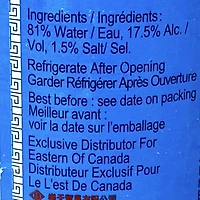 Ingredients / Ingrédients:
81% Water / Eau, 17.5% Alc. /
Vol, 1.5% Salt/ Sel.
Refrigerate After Opening
Garder Réfrigérer Après Ouverture
Best before : see date on packing
Meilleur avant :
voir la date sur l'emballage
Exclusive Distributor For
Eastern Of Canada
Distributeur Exclusif Pour
Le L'est De Canada